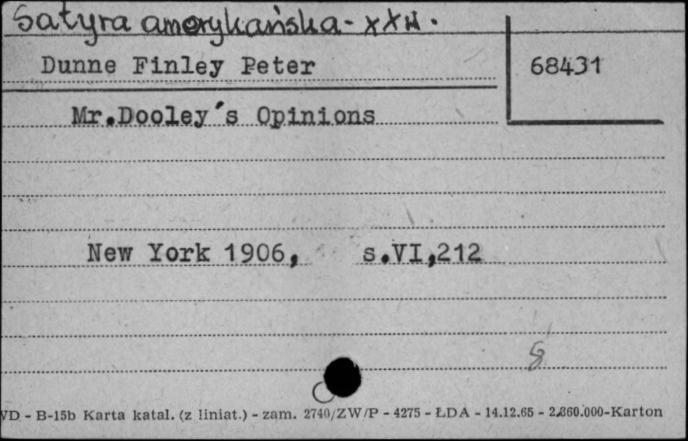 Satyra amerykańska - XX w.
Dunne Finley Peter
68431
Mr.Dooley´s Opinions
New York 1906, s.VI,212
VD - B-15b Karta katal. (z liniat.) - zam. 2740/ZW/P - 4275 - ŁDA - 14.12.65 - 2.860.000-Karton